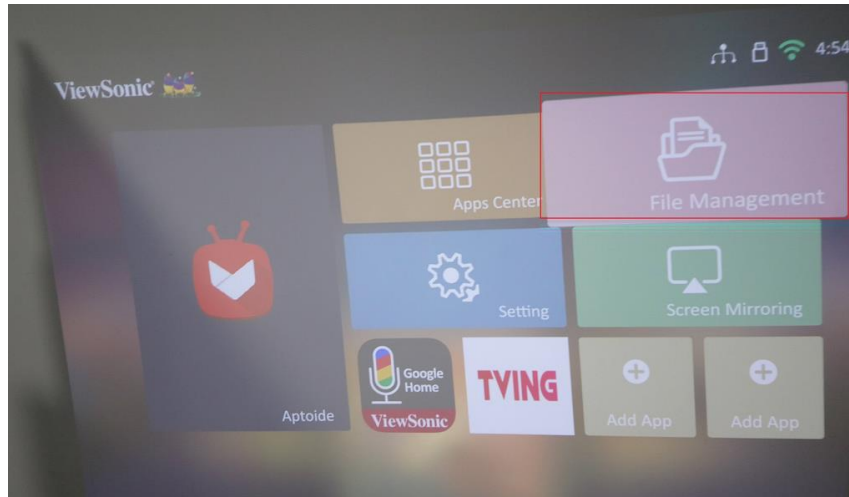 4:54
ViewSonic
Apps Center
File Management
Setting
Screen Mirroring
Aptoide
Google
Home
ViewSonic
TVING
Add App
Add App